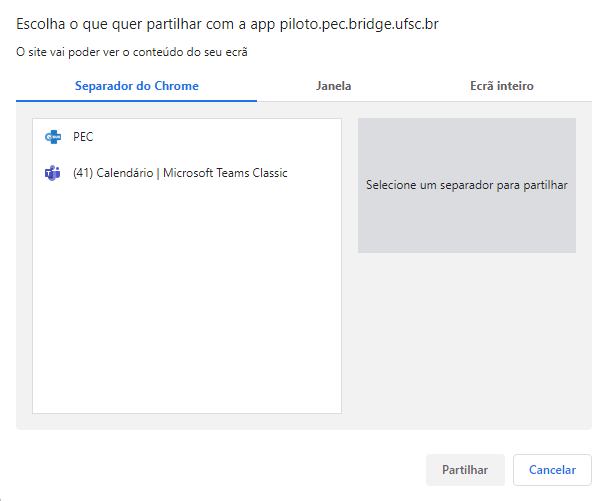 Escolha o que quer partilhar com a app piloto.pec.bridge.ufsc.br
O site vai poder ver o conteúdo do seu ecrã
Separador do Chrome
Janela
Ecrã inteiro
PEC
(41) Calendário | Microsoft Teams Classic
Selecione um separador para partilhar
Partilhar
Cancelar